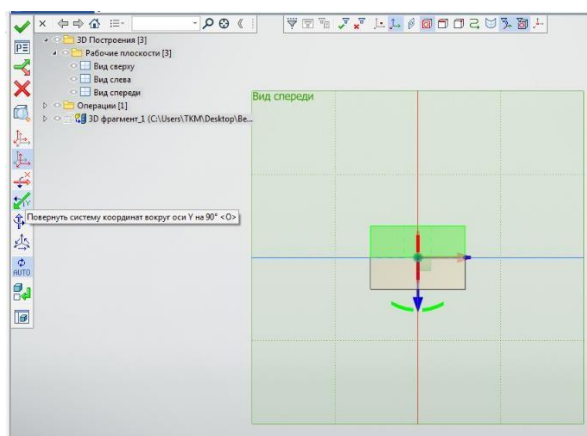 3D Построения [3]
Рабочие плоскости [3]
Вид сверху
Вид слева
Вид спереди
Операции [1]
3D фрагмент_1 (C:\Users\TKM\Desktop\Be...
Вид спереди
Повернуть систему координат вокруг оси Y на 90° <O>
AUTO